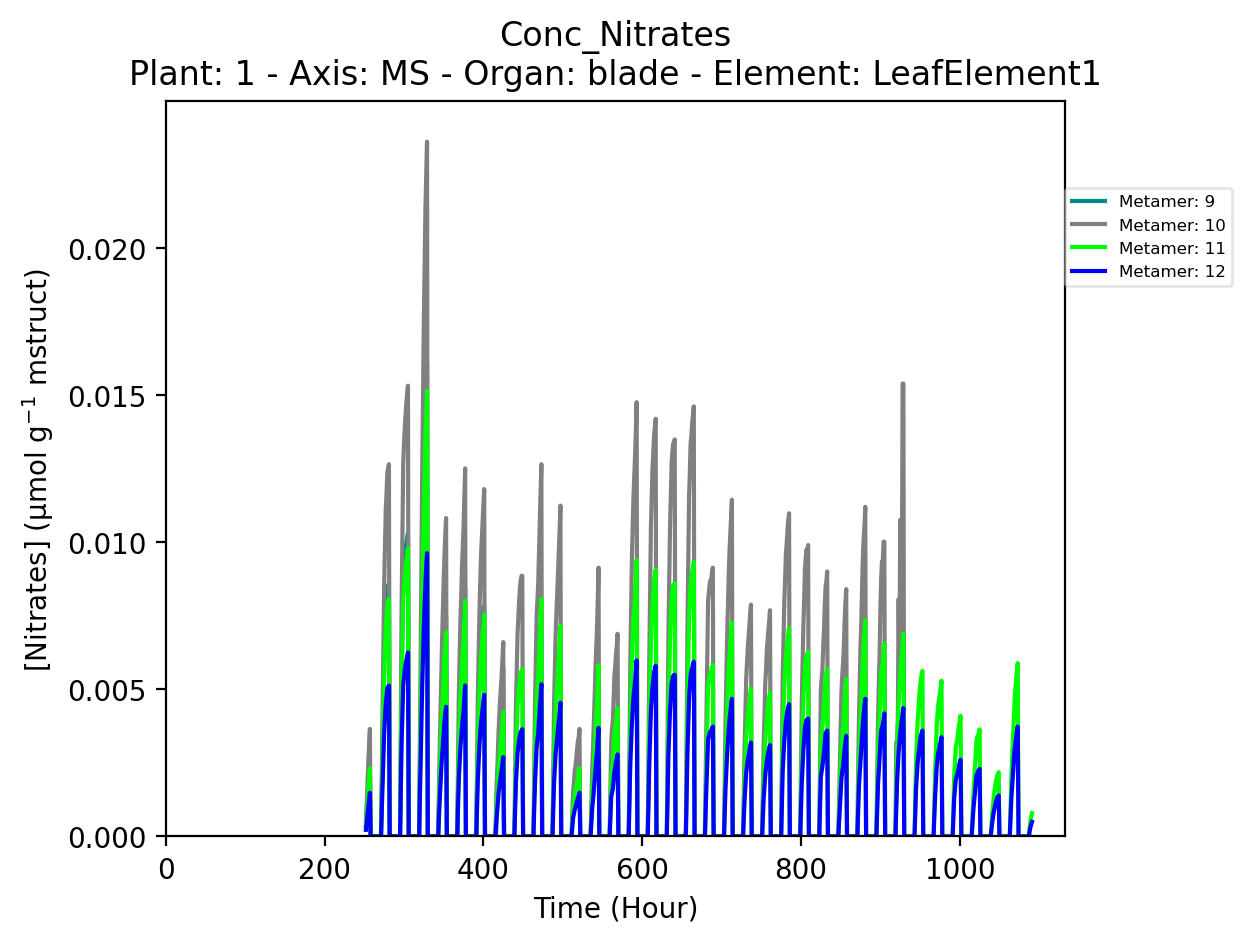 Conc_Nitrates
Plant: 1 - Axis: MS - Organ: blade - Element: LeafElement1
[Nitrates] (µmol g⁻¹ mstruct)
0.020
0.015
0.010
0.005
0.000
0 200 400 600 800 1000
Time (Hour)
Metamer: 9
Metamer: 10
Metamer: 11
Metamer: 12